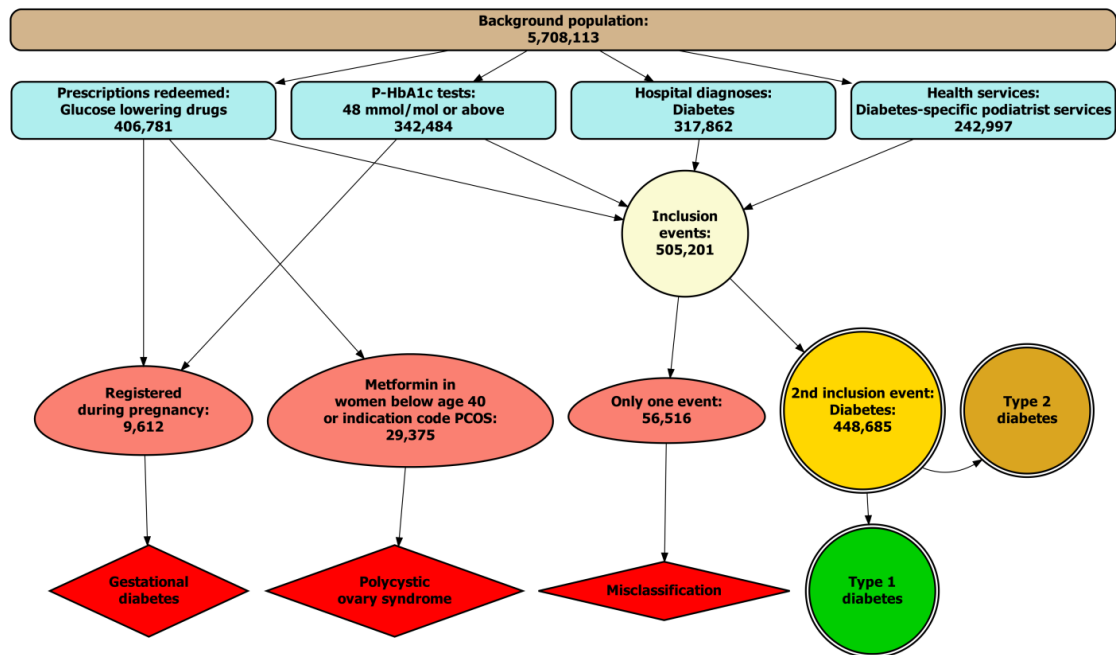 Background population:
5,708,113
Prescriptions redeemed:
Glucose lowering drugs
406,781
P-HbA1c tests:
48 mmol/mol or above
342,484
Hospital diagnoses:
Diabetes
317,862
Health services:
Diabetes-specific podiatrist services
242,997
Inclusion
events:
505,201
Registered
during pregnancy:
9,612
Metformin in
women below age 40
or indication code PCOS:
29,375
Only one event:
56,516
2nd inclusion event:
Diabetes:
448,685
Type 2
diabetes
Gestational
diabetes
Polycystic
ovary syndrome
Misclassification
Type 1
diabetes